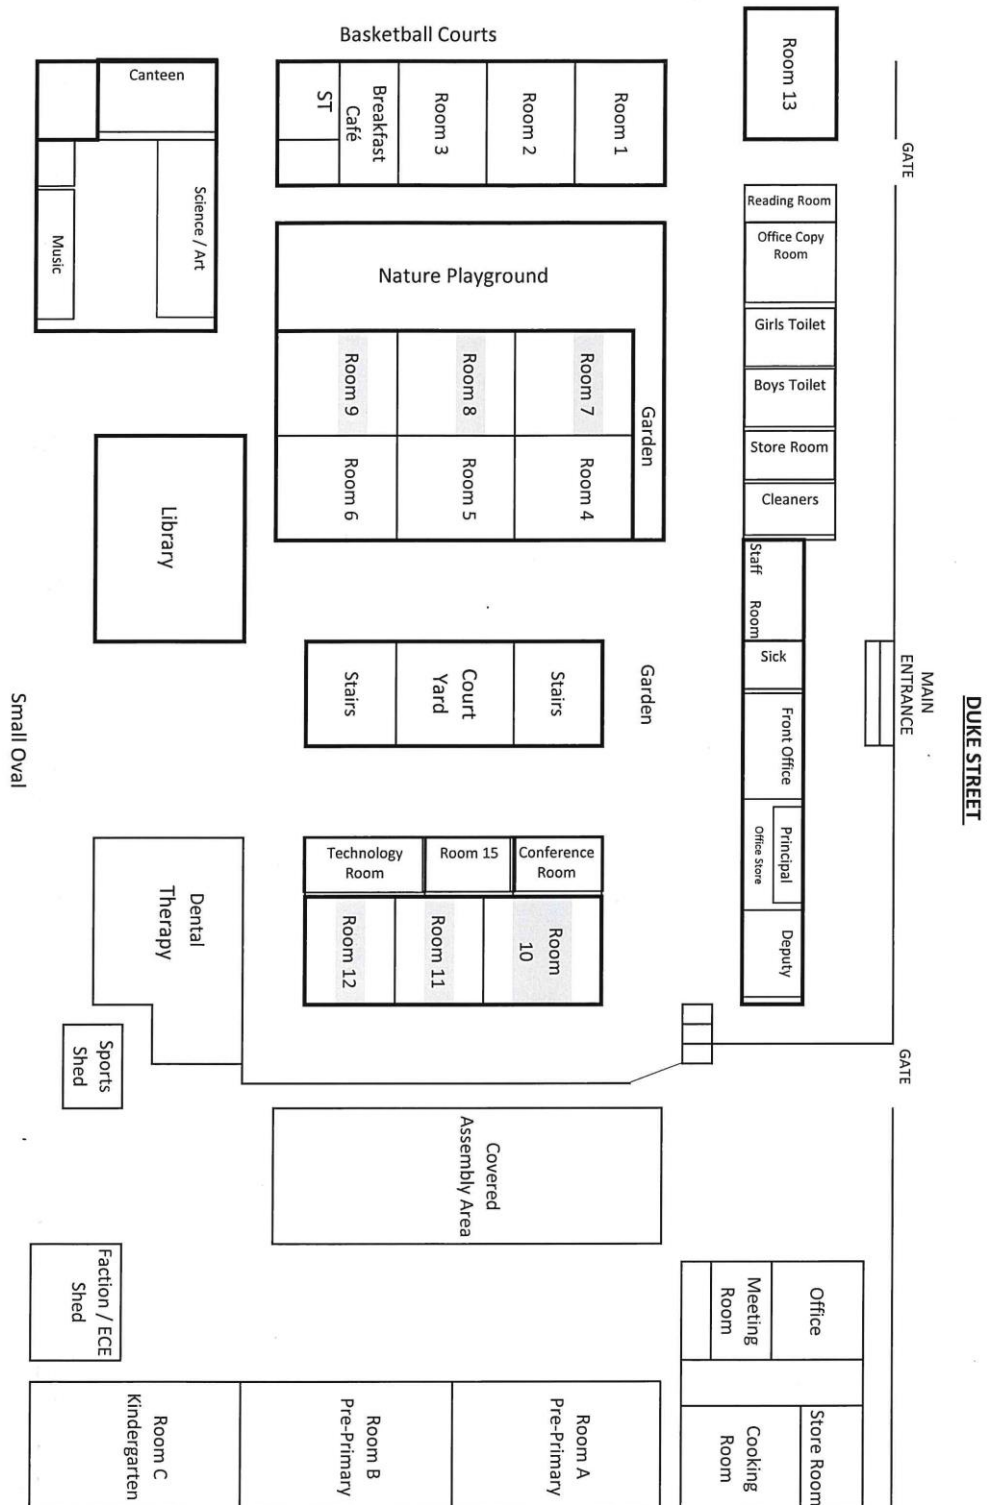 Basketball Courts
Room 13
GATE
Canteen
ST
Breakfast
Café
Room 3
Room 2
Room 1
Science / Art
Music
Reading Room
Office Copy
Room
Girls Toilet
Boys Toilet
Store Room
Cleaners
Nature Playground
Room 9
Room 8
Room 7
Garden
Room 6
Room 5
Room 4
Library
Staff Room
Sick
Front Office
Principal
Office Store
Deputy
MAIN
ENTRANCE
DUKE STREET
Stairs
Court
Yard
Stairs
Garden
Small Oval
Technology
Room
Room 15
Conference
Room
Room 12
Room 11
Room
10
Dental
Therapy
Sports
Shed
GATE
Covered
Assembly Area
Faction / ECE
Shed
Office
Meeting
Room
Store Room
Cooking
Room
Room C
Kindergarten
Room B
Pre-Primary
Room A
Pre-Primary